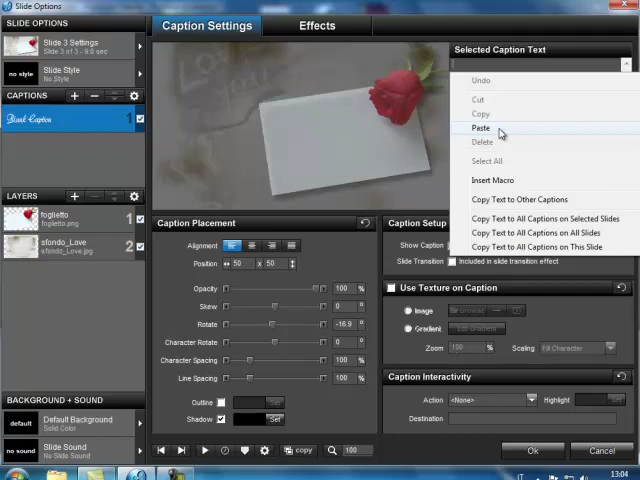 Slide Options
SLIDE OPTIONS
Slide 3 Settings
Slide 3 of 3 - 9.0 sec
no style
Slide Style
No Style
CAPTIONS
Blank Caption 1
LAYERS
foglietto
foglietto.png
1
sfondo_Love
sfondo_Love.jpg
2
BACKGROUND + SOUND
default
Default Background
Solid Color
no sound
Slide Sound
No Sound
Caption Settings
Effects
Selected Caption Text
Undo
Cut
Copy
Paste
Delete
Select All
Insert Macro
Copy Text to Other Captions
Copy Text to All Captions on Selected Slides
Copy Text to All Captions on All Slides
Copy Text to All Captions on This Slide
Caption Placement
Alignment
Position 50 x 50
Opacity 100 %
Skew 0 °
Rotate -16.9 °
Character Rotate 0 °
Character Spacing 100 %
Line Spacing 100 %
Outline Set
Shadow Set
Caption Setup
Show Caption
Slide Transition Included in slide transition effect
Use Texture on Caption
Image Browse
Gradient Edit Gradient
Zoom 100 % Scaling Fill Character
Caption Interactivity
Action <None> Highlight Set
Destination
copy 100
Ok Cancel
IT 13:04